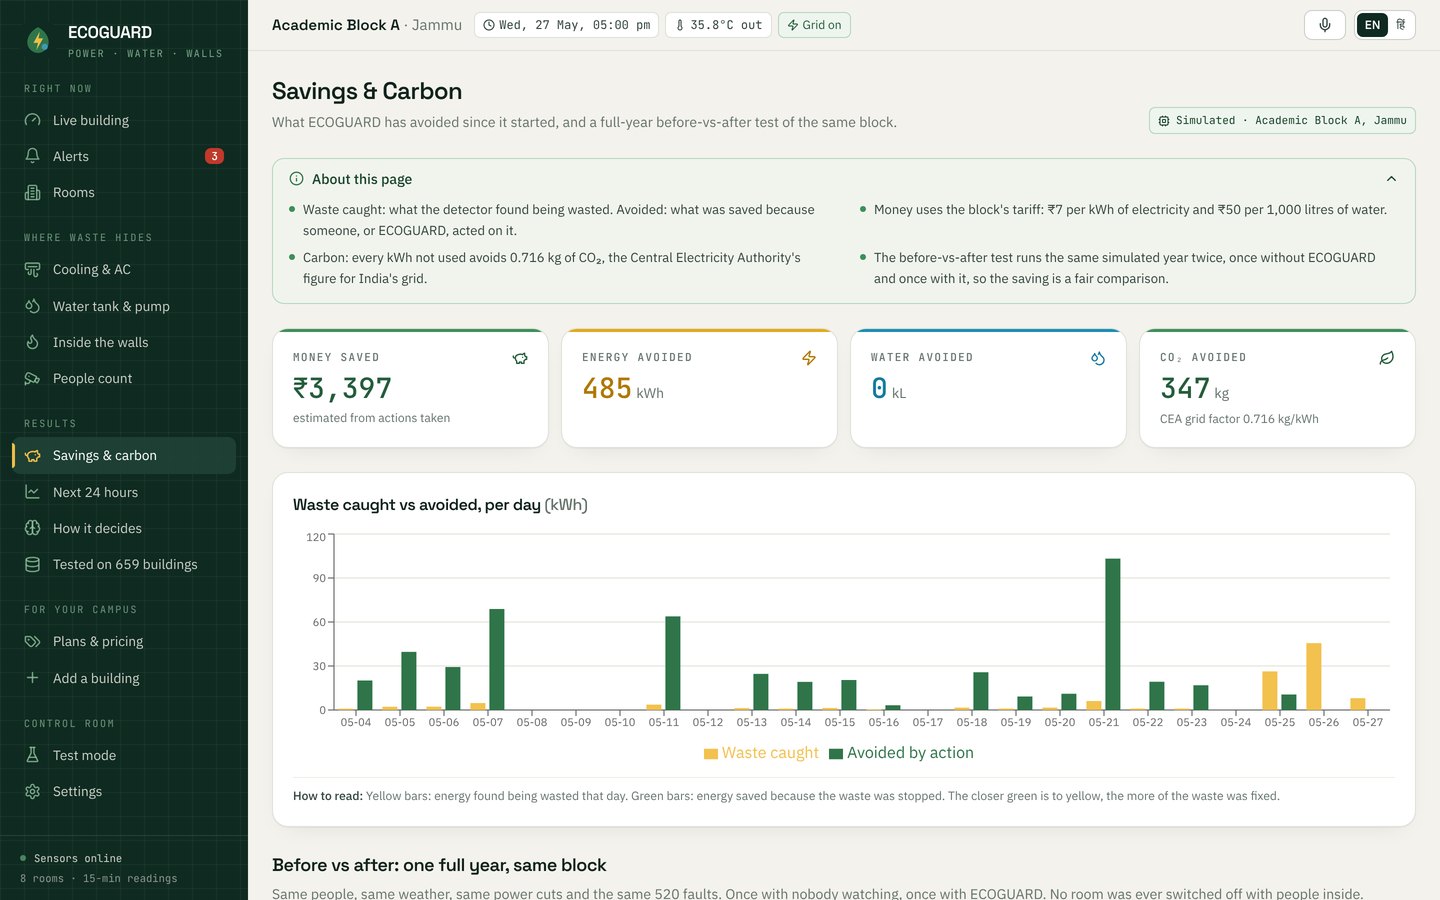 ECOGUARD
POWER · WATER · WALLS
RIGHT NOW
Live building
Alerts 3
Rooms
WHERE WASTE HIDES
Cooling & AC
Water tank & pump
Inside the walls
People count
RESULTS
Savings & carbon
Next 24 hours
How it decides
Tested on 659 buildings
FOR YOUR CAMPUS
Plans & pricing
Add a building
CONTROL ROOM
Test mode
Settings
Sensors online
8 rooms · 15-min readings
Academic Block A · Jammu Wed, 27 May, 05:00 pm 35.8°C out Grid on EN हिं
Savings & Carbon
What ECOGUARD has avoided since it started, and a full-year before-vs-after test of the same block.
Simulated · Academic Block A, Jammu
About this page
Waste caught: what the detector found being wasted. Avoided: what was saved because
someone, or ECOGUARD, acted on it.
Money uses the block's tariff: ₹7 per kWh of electricity and ₹50 per 1,000 litres of water.
Carbon: every kWh not used avoids 0.716 kg of CO₂, the Central Electricity Authority's
figure for India's grid.
The before-vs-after test runs the same simulated year twice, once without ECOGUARD
and once with it, so the saving is a fair comparison.
MONEY SAVED
₹3,397
estimated from actions taken
ENERGY AVOIDED
485 kWh
WATER AVOIDED
0 kL
CO₂ AVOIDED
347 kg
CEA grid factor 0.716 kg/kWh
Waste caught vs avoided, per day (kWh)
120
90
60
30
0
05-04 05-05 05-06 05-07 05-08 05-09 05-10 05-11 05-12 05-13 05-14 05-15 05-16 05-17 05-18 05-19 05-20 05-21 05-22 05-23 05-24 05-25 05-26 05-27
Waste caught Avoided by action
How to read: Yellow bars: energy found being wasted that day. Green bars: energy saved because the waste was stopped. The closer green is to yellow, the more of the waste was fixed.
Before vs after: one full year, same block
Same people, same weather, same power cuts and the same 520 faults. Once with nobody watching, once with ECOGUARD. No room was ever switched off with people inside.